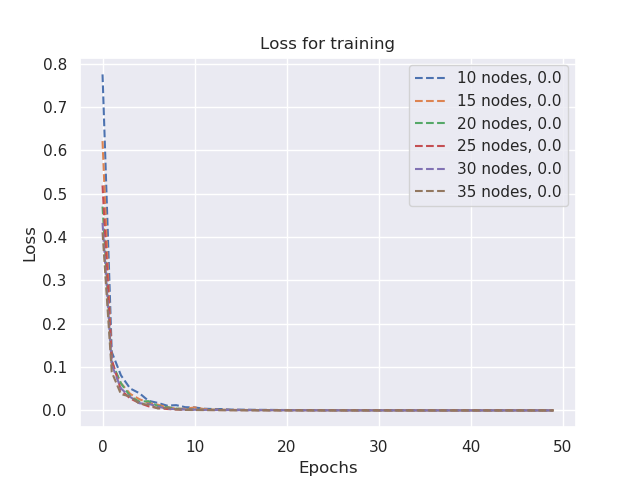 Loss for training
0.8
0.7
0.6
0.5
0.4
0.3
0.2
0.1
0.0
Loss
10 nodes, 0.0
15 nodes, 0.0
20 nodes, 0.0
25 nodes, 0.0
30 nodes, 0.0
35 nodes, 0.0
0 10 20 30 40 50
Epochs